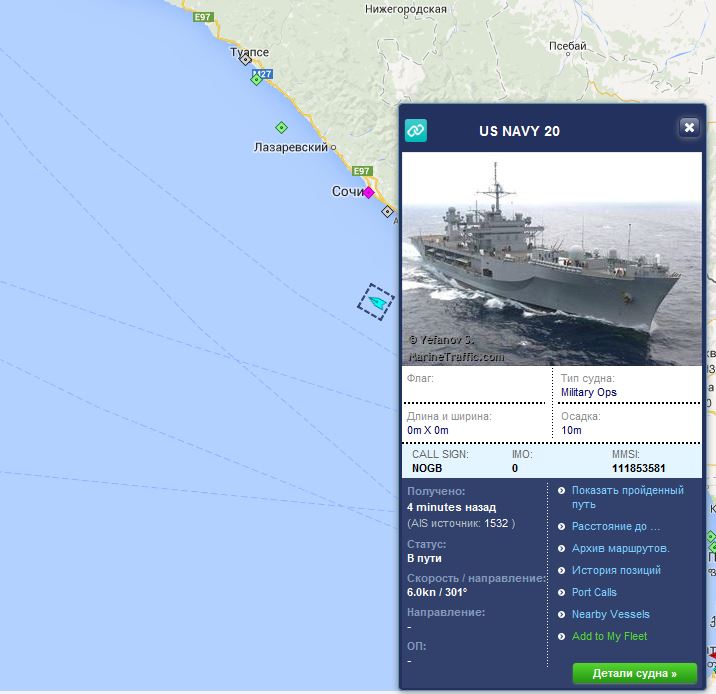 Нижегородская
E97
Туапсе
Псебай
M27
Лазаревский
E97
Сочи
US NAVY 20
© Yefanov S.
MarineTraffic.com
Флаг:
Тип судна:
Military Ops
Длина и ширина:
0m X 0m
Осадка:
10m
CALL SIGN:
NOGB
IMO:
0
MMSI:
111853581
Получено:
4 minutes назад
(AIS источник: 1532 )
Статус:
В пути
Скорость / направление:
6.0kn / 301°
Направление:
-
ОП:
-
Показать пройденный
путь
Расстояние до ...
Архив маршрутов.
История позиций
Port Calls
Nearby Vessels
Add to My Fleet
Детали судна »